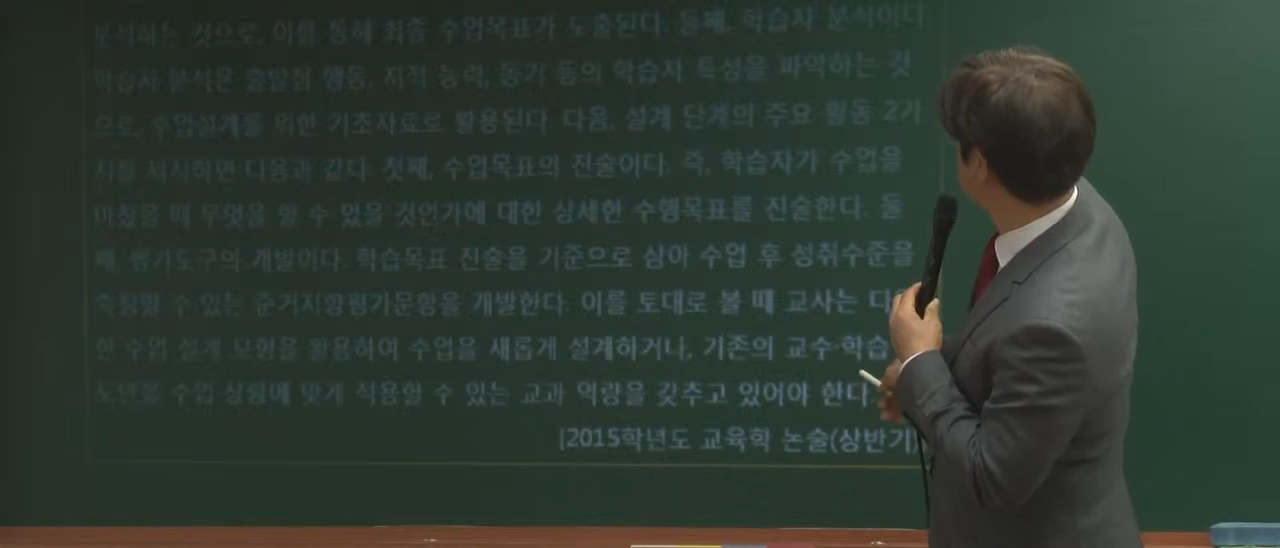 분석하는 것으로, 이를 통해 최종 수업목표가 도출된다. 둘째, 학습자 분석이다
학습자 분석은 출발점 행동, 지적 능력, 동기 등의 학습자 특성을 파악하는 것
으로, 수업설계를 위한 기초자료로 활용된다. 다음, 설계 단계의 주요 활동 2가
지를 제시하면 다음과 같다. 첫째, 수업목표의 진술이다. 즉, 학습자가 수업을
마쳤을 때 무엇을 할 수 있을 것인가에 대한 상세한 수행목표를 진술한다. 둘
째, 평가도구의 개발이다. 학습목표 진술을 기준으로 삼아 수업 후 성취수준을
측정할 수 있는 준거지향평가문항을 개발한다. 이를 토대로 볼 때 교사는
한 수업 설계 모형을 활용하여 수업을 새롭게 설계하거나, 기존의 교수·학습
수업 상황에 맞게 적용할 수 있는 교과 역량을 갖추고 있어야 한다
[2015학년도 교육학 논술(상반기)